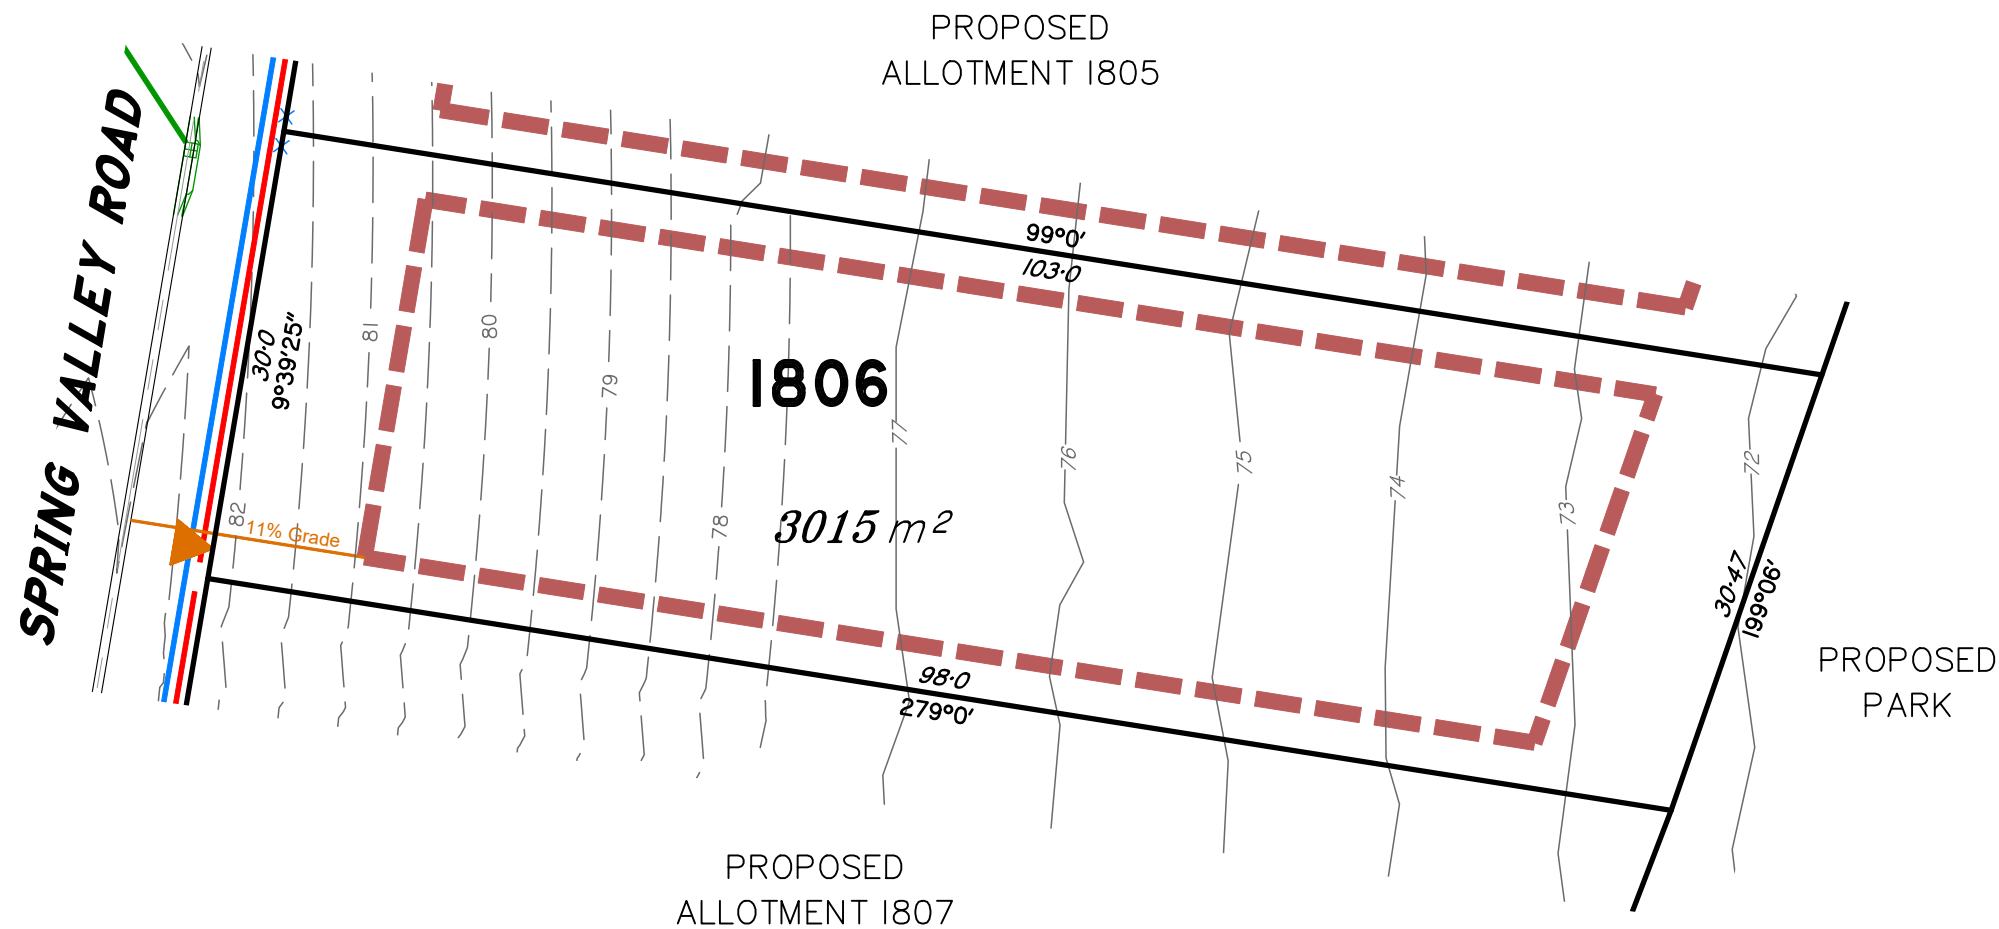 PROPOSED
ALLOTMENT 1805
SPRING VALLEY ROAD
99°0'
103·0
30·0
9°39'25"
81
80
79
1806
77
76
75
74
73
72
82
11% Grade
78
3015 m²
30·47
199°06'
98·0
279°0'
PROPOSED
PARK
PROPOSED
ALLOTMENT 1807